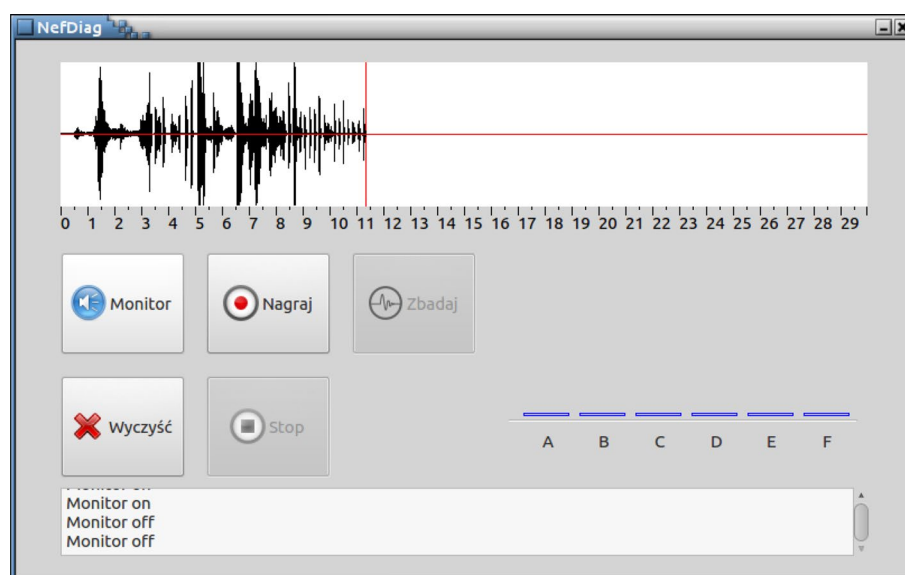 NefDiag
0 1 2 3 4 5 6 7 8 9 10 11 12 13 14 15 16 17 18 19 20 21 22 23 24 25 26 27 28 29
Monitor Nagraj Zbadaj
Wyczyść Stop
A B C D E F
Monitor on
Monitor off
Monitor off